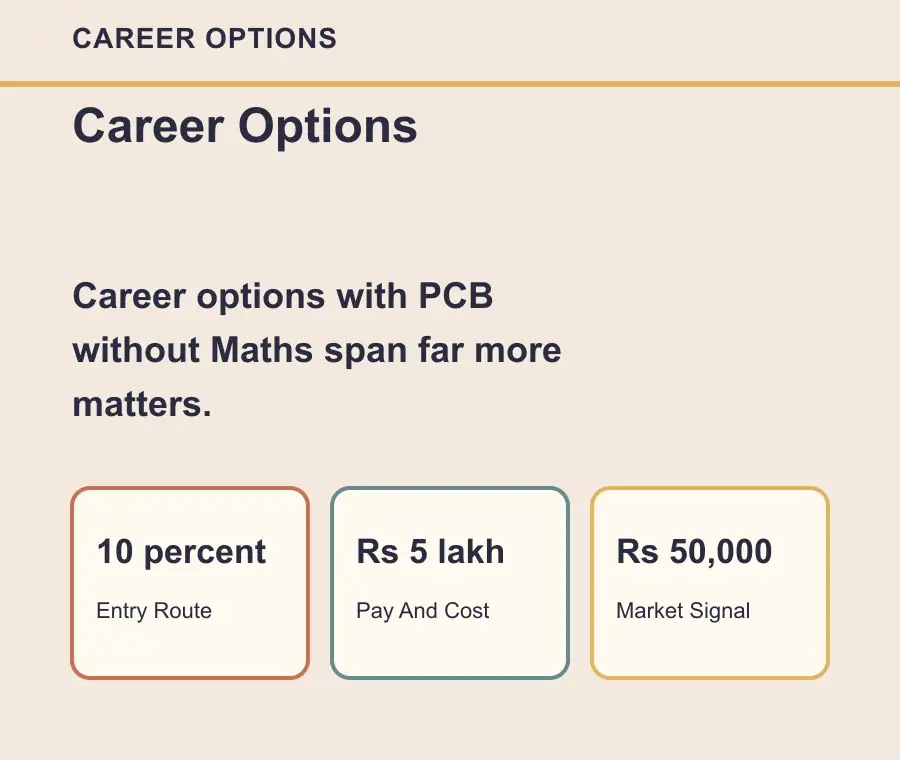 CAREER OPTIONS
Career Options
Career options with PCB
without Maths span far more
matters.
10 percent
Entry Route
Rs 5 lakh
Pay And Cost
Rs 50,000
Market Signal